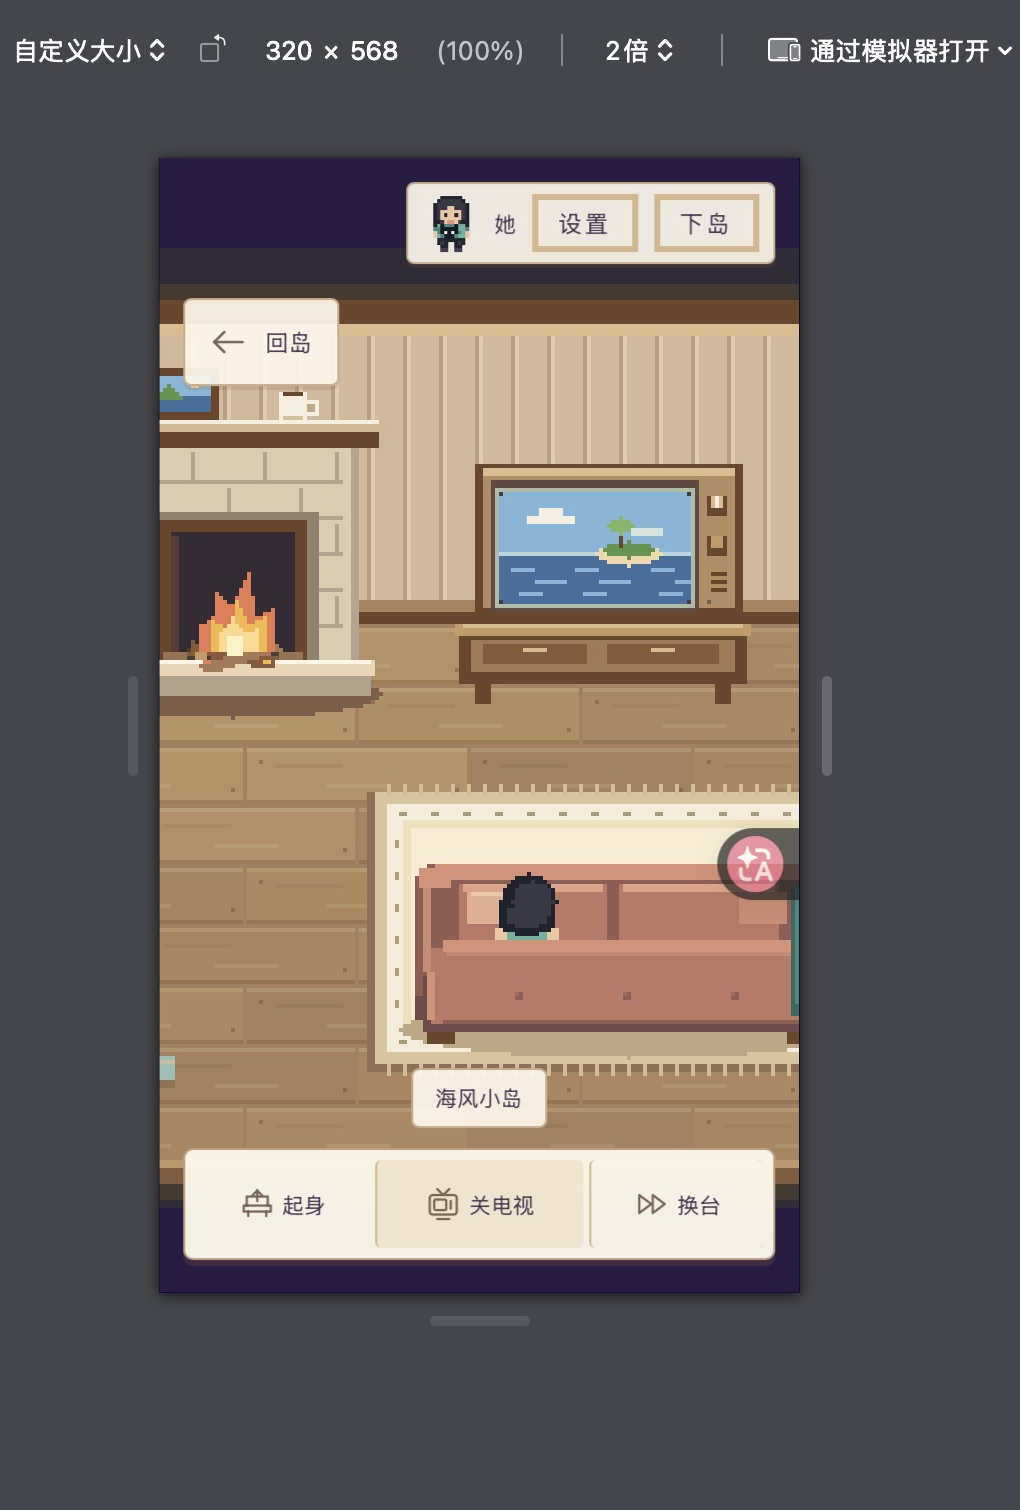 自定义大小 320 × 568 (100%) 2倍 通过模拟器打开
她 设置 下岛
回岛
A
海风小岛
起身 关电视 换台